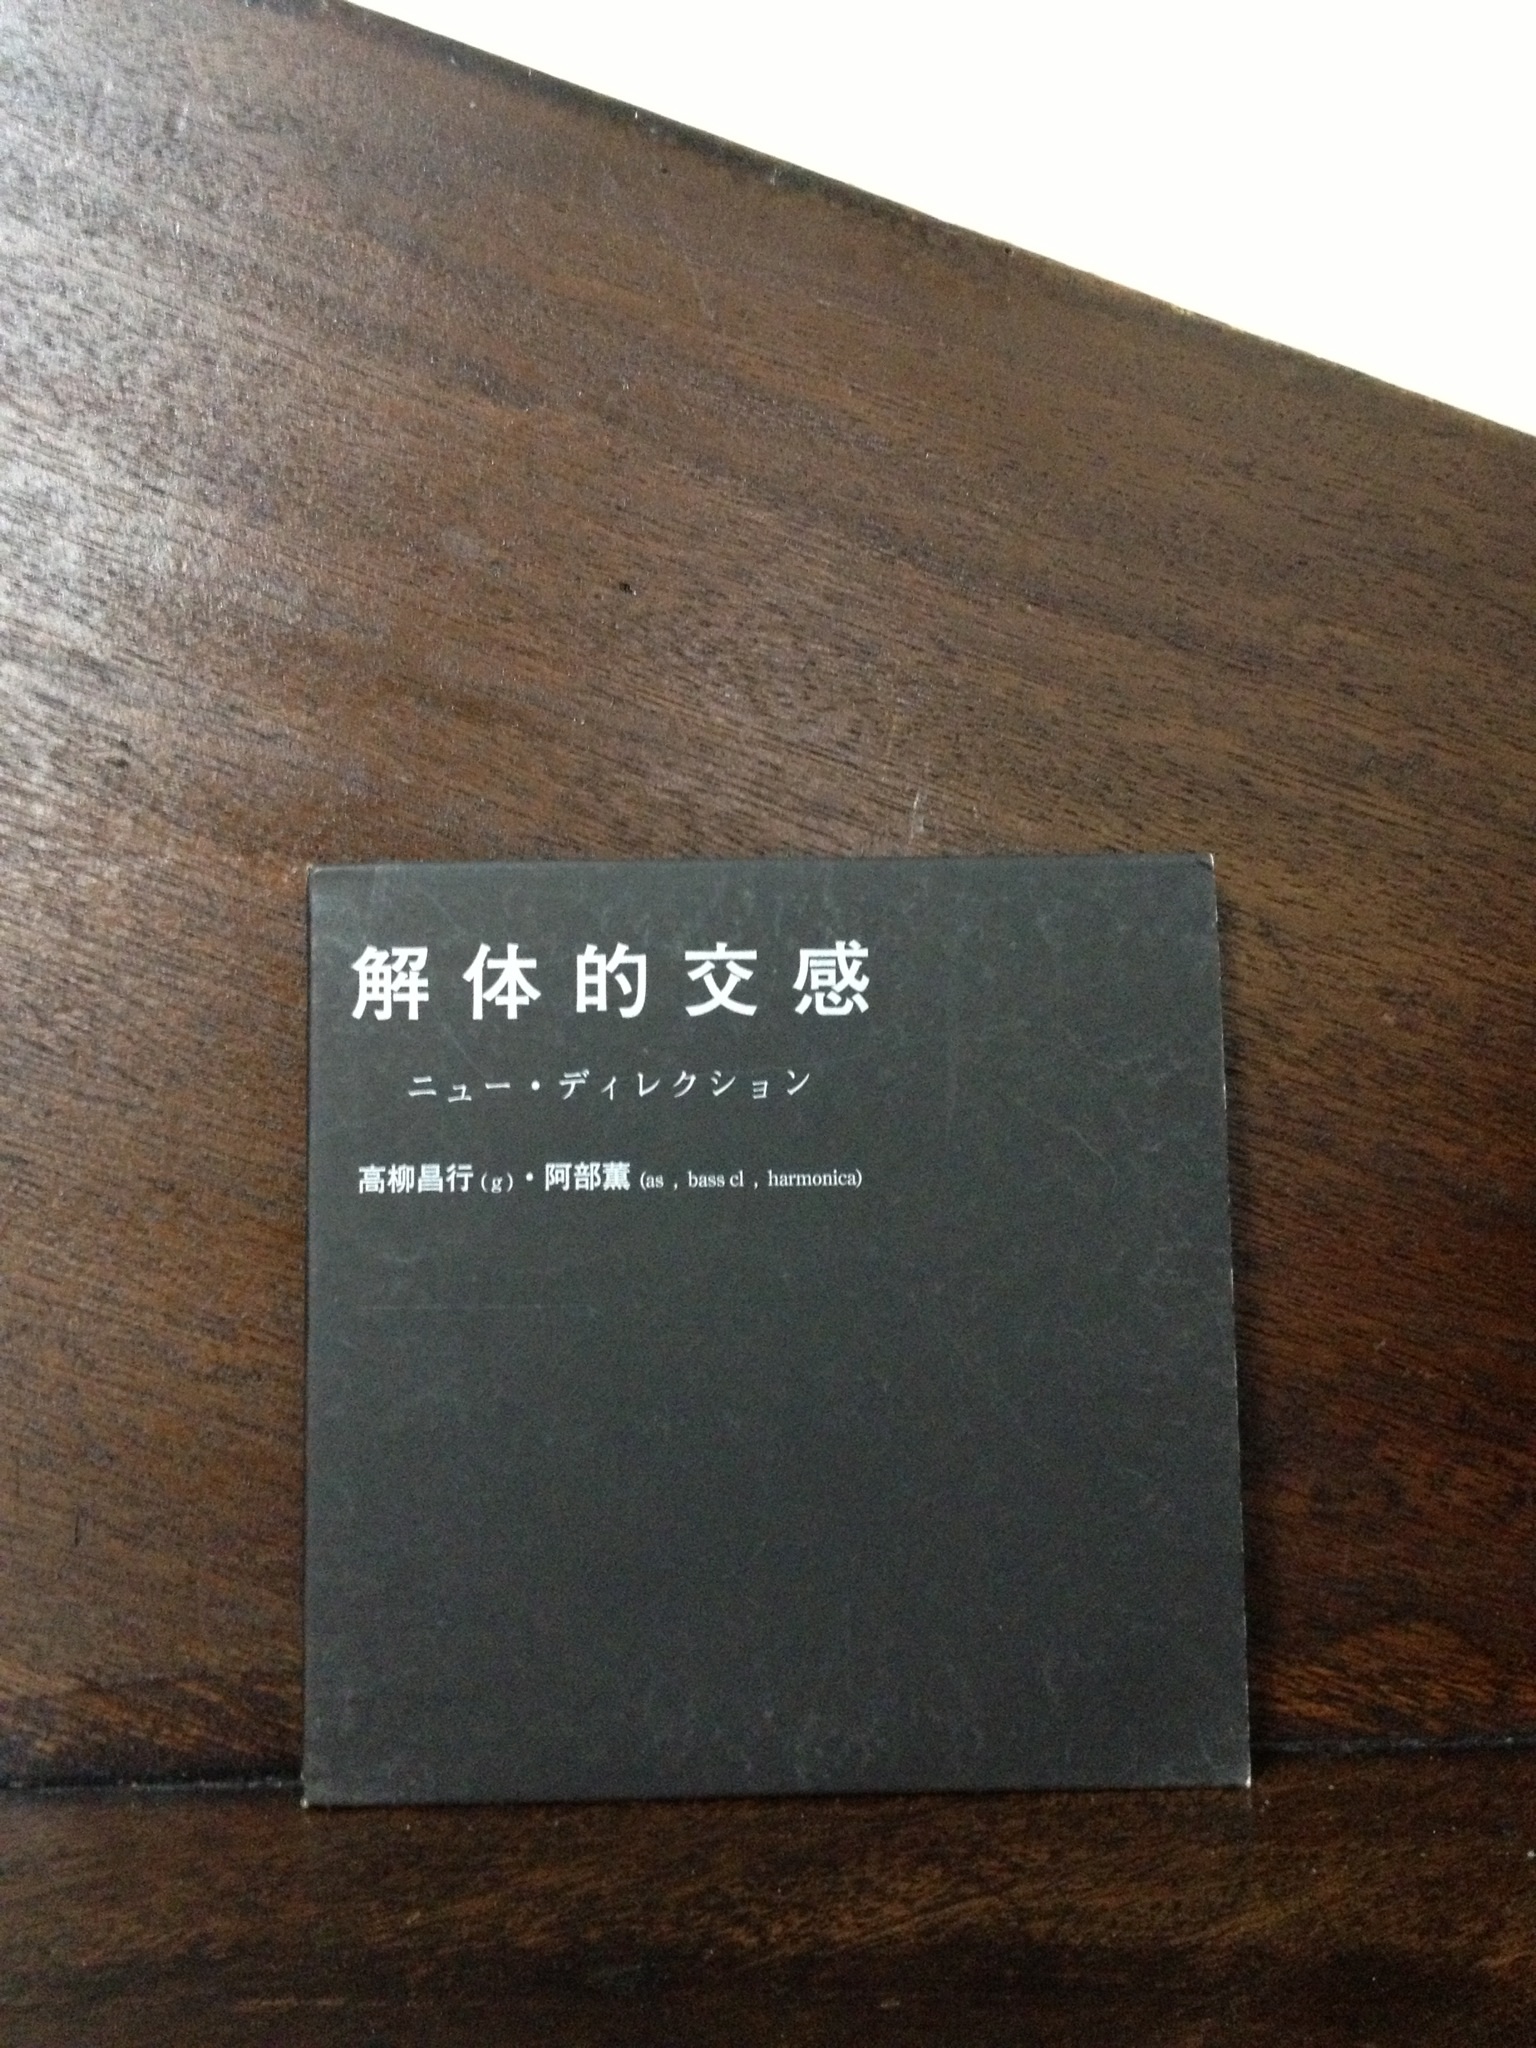 解体的交感
ニュー・ディレクション
高柳昌行 (g)・阿部薫 (as , bass cl , harmonica)